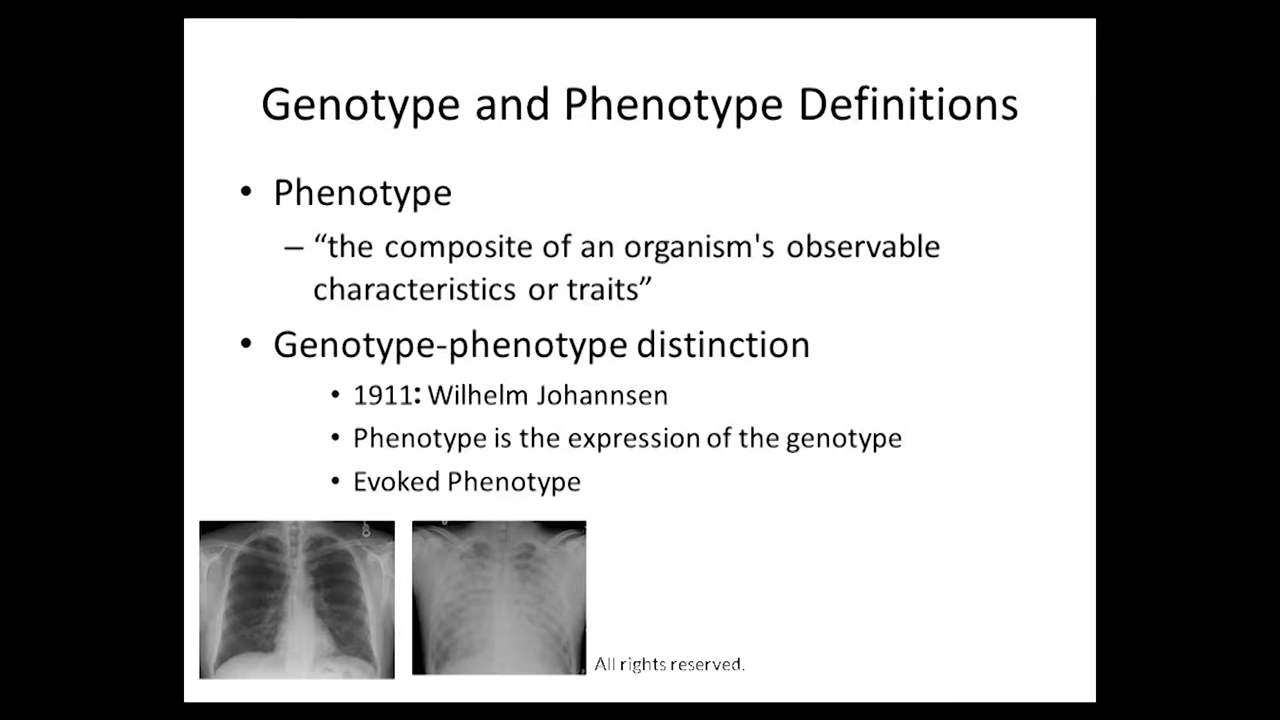 Genotype and Phenotype Definitions
• Phenotype
– “the composite of an organism's observable
characteristics or traits”
• Genotype-phenotype distinction
• 1911: Wilhelm Johannsen
• Phenotype is the expression of the genotype
• Evoked Phenotype
All rights reserved.